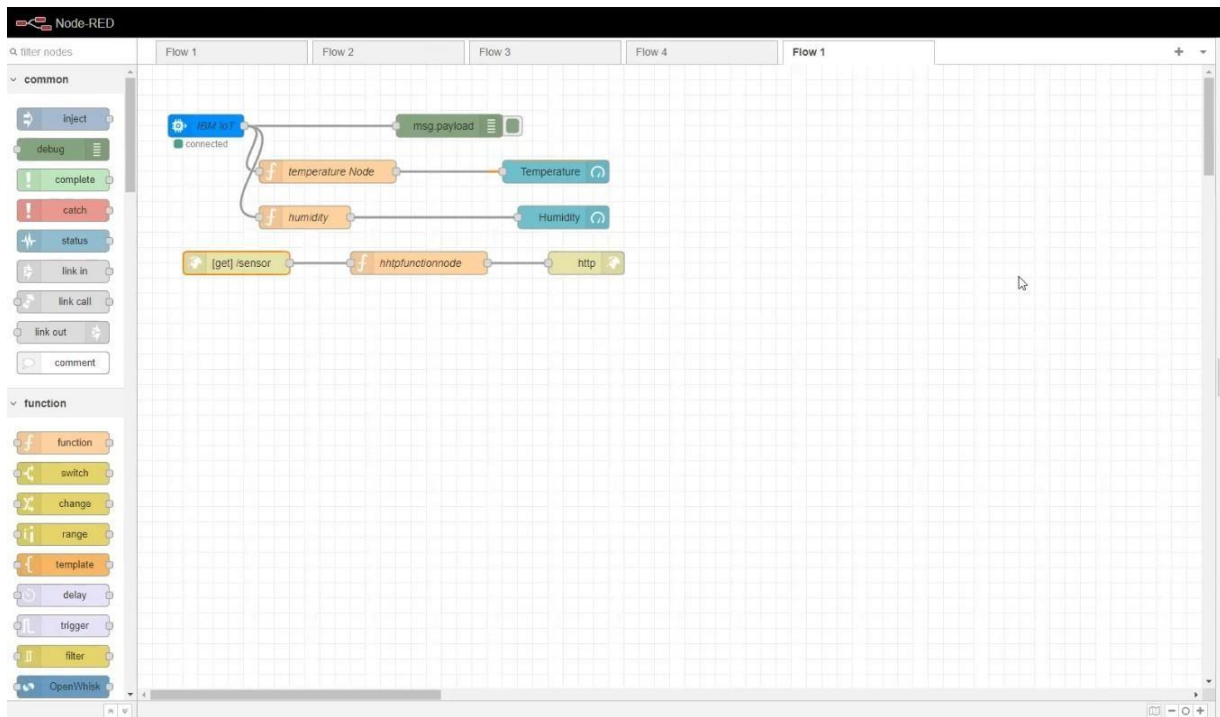 Node-RED
filter nodes
Flow 1
Flow 2
Flow 3
Flow 4
Flow 1
common
inject
debug
complete
catch
status
link in
link call
link out
comment
function
function
switch
change
range
template
delay
trigger
filter
OpenWhisk
IBM IoT
connected
msg.payload
temperature Node
Temperature
humidity
Humidity
[get] /sensor
hhtpfunctionnode
http